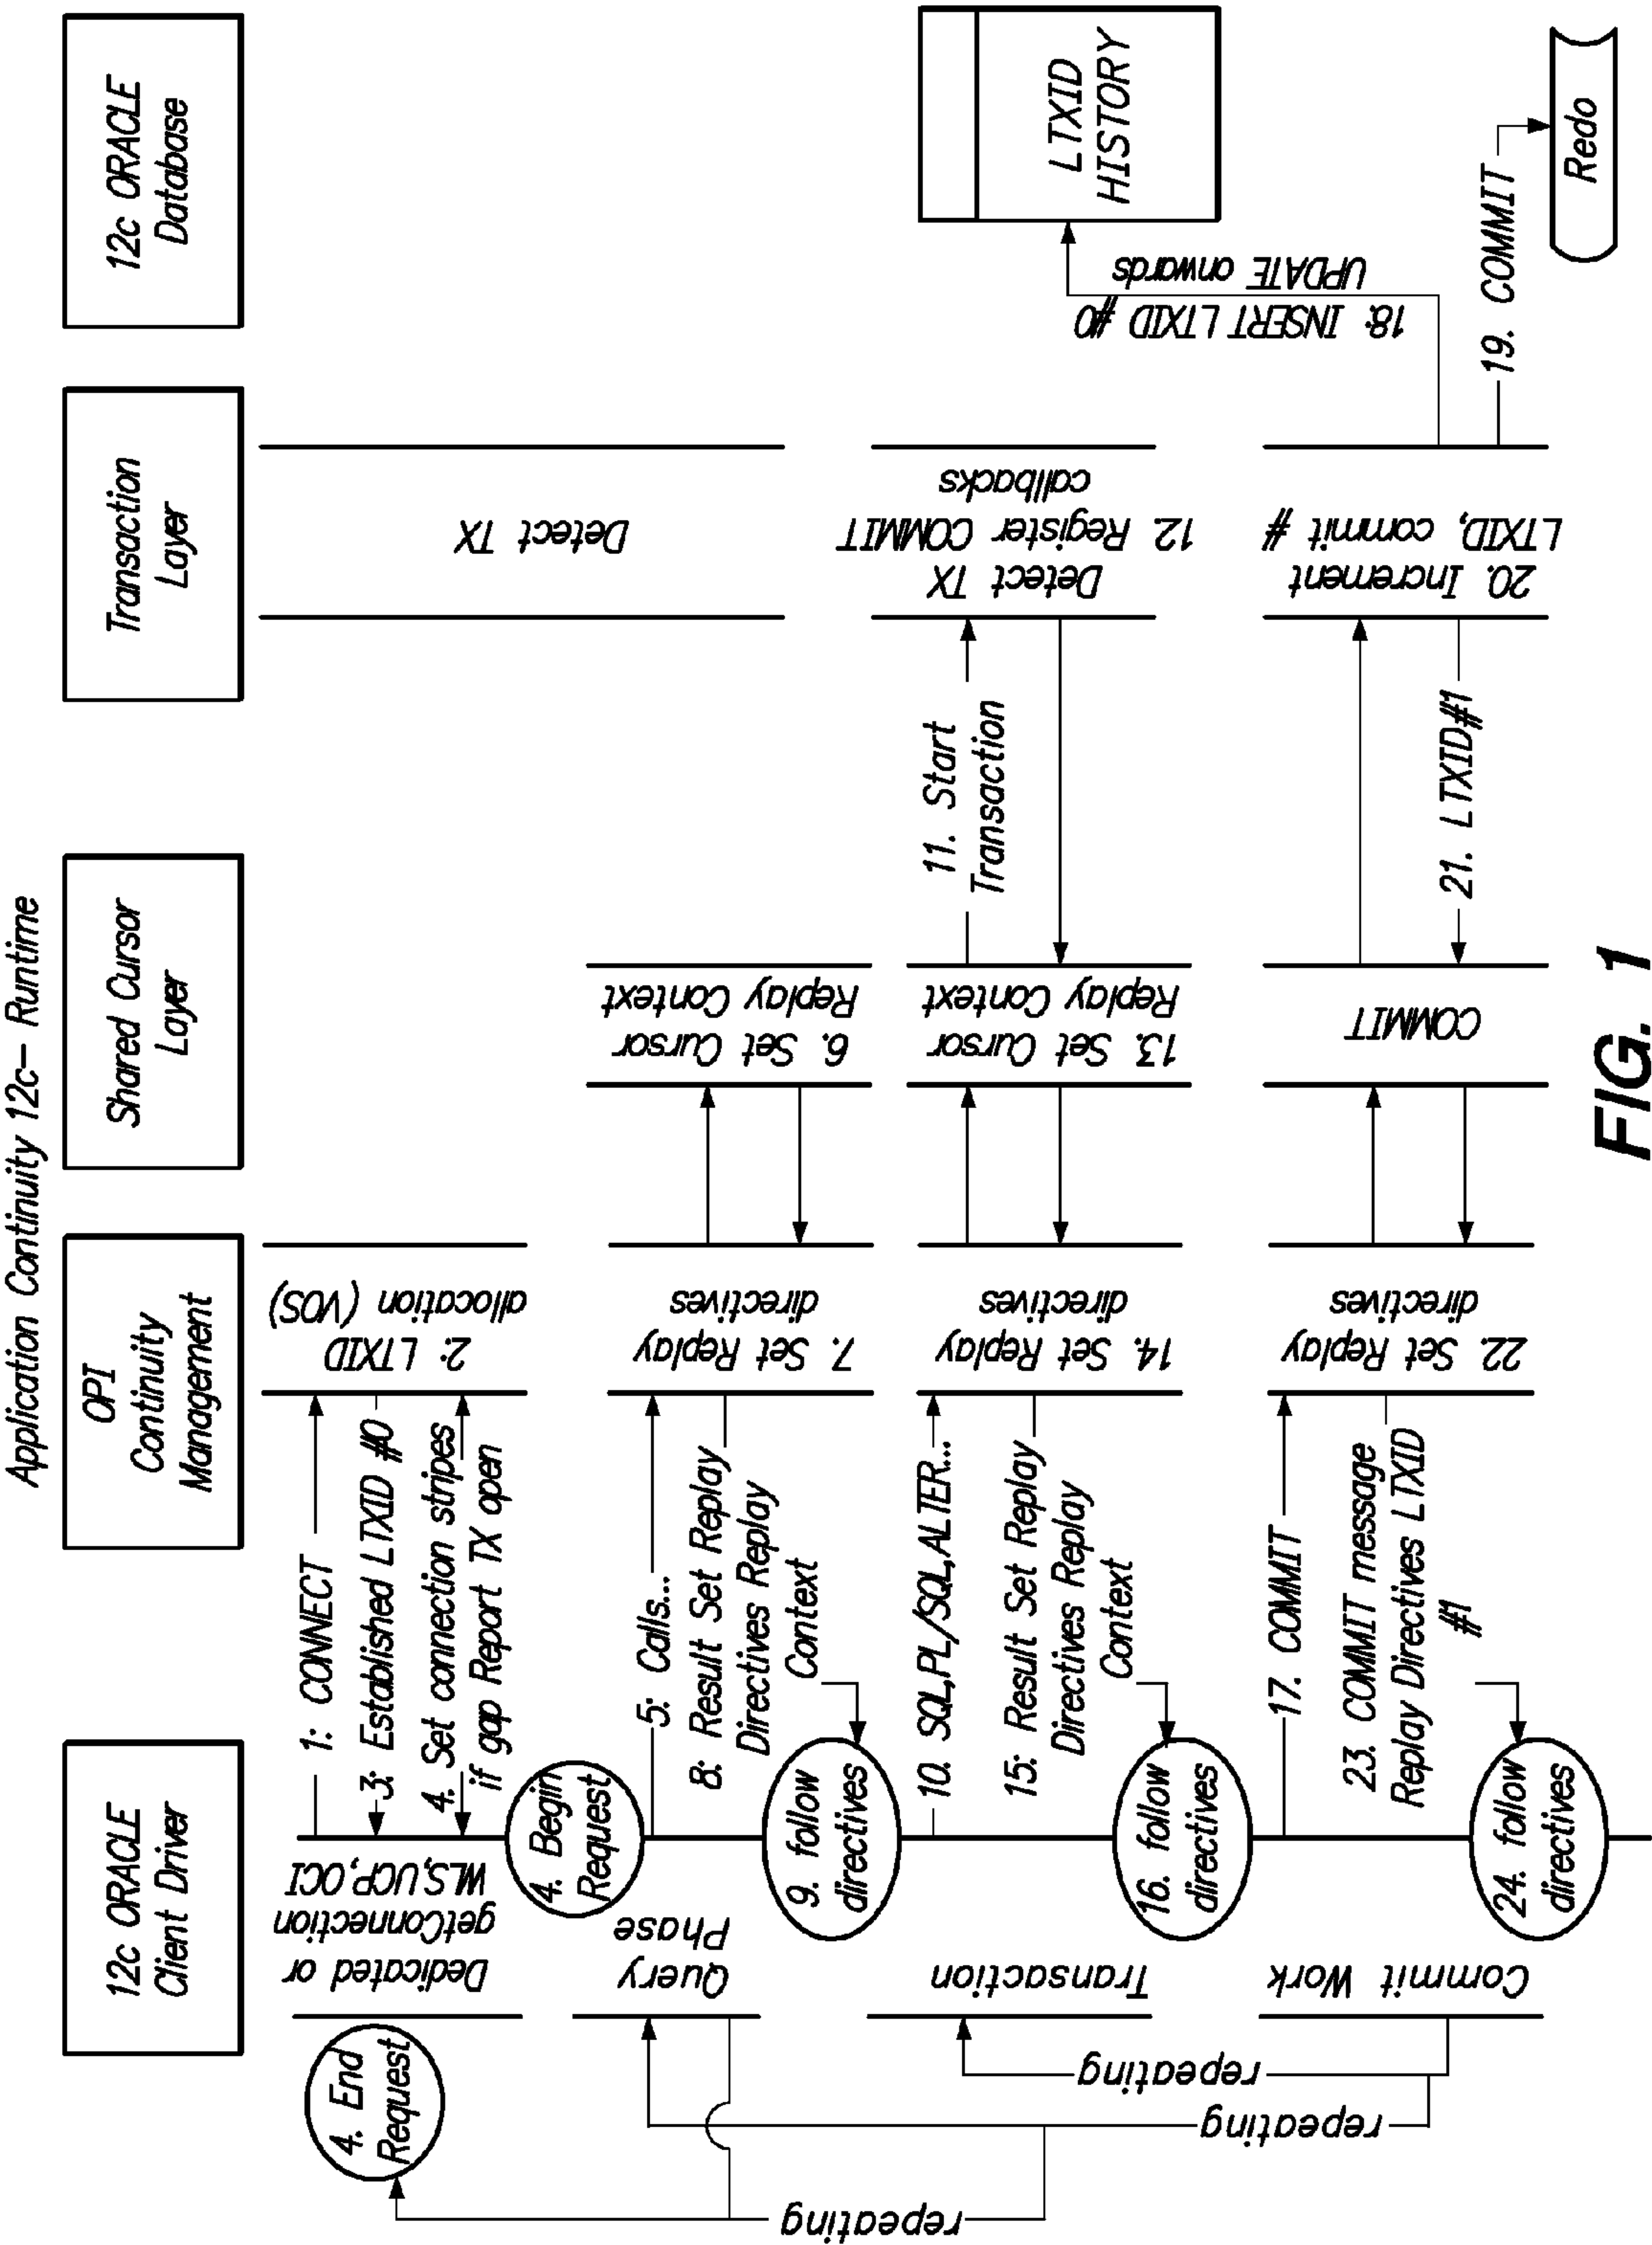 Application Continuity 12c– Runtime
12c ORACLE
Client Driver
OPI
Continuity
Management
Shared Cursor
Layer
Transaction
Layer
12c ORACLE
Database
4. End
Request
Dedicated or
getConnection
WLS,UCP,OCI
1: CONNECT
3: Established LTXID #0
4. Set connection stripes
if gap Report TX open
2: LTXID
allocation (VOS)
Detect TX
4. Begin
Request
Query
Phase
5: Calls...
8: Result Set Replay
Directives Replay
Context
7. Set Replay
directives
6. Set Cursor
Replay Context
9. follow
directives
Transaction
10. SQL,PL/SQL,ALTER...
15: Result Set Replay
Directives Replay
Context
14. Set Replay
directives
13. Set Cursor
Replay Context
11. Start
Transaction
Detect TX
12. Register COMMIT
callbacks
LTXID
HISTORY
16. follow
directives
Commit Work
17. COMMIT
23. COMMIT message
Replay Directives LTXID
#1
22. Set Replay
directives
COMMIT
21. LTXID#1
20. Increment
LTXID, commit #
18: INSERT LTXID #0
UPDATE onwards
19. COMMIT
Redo
24. follow
directives
repeating
repeating
repeating
FIG. 1